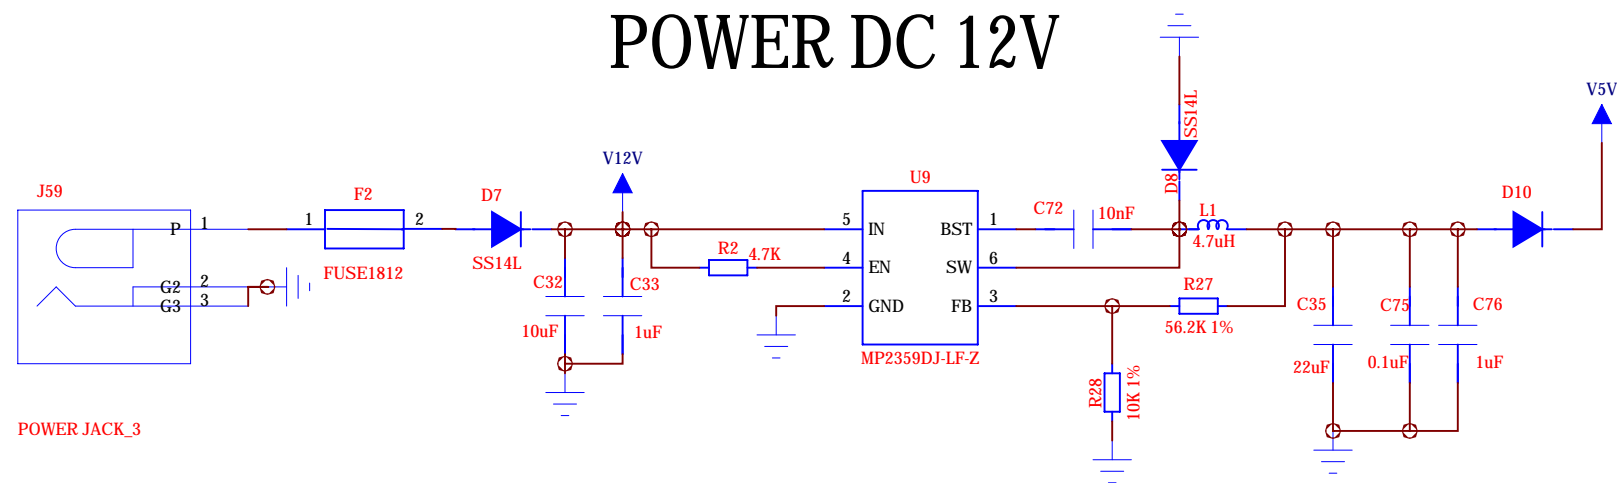 POWER DC 12V
V5V
SS14L
V12V
J59
F2
D7
U9
D8
D10
P 1
1
2
SS14L
5 IN
BST 1
C72
10nF
L1
4.7uH
R2 4.7K
4 EN
SW 6
FUSE1812
G2 2
G3 3
C32
C33
2 GND
FB 3
R27
56.2K 1%
C35
C75
C76
10uF
1uF
MP2359DJ-LF-Z
22uF
0.1uF
1uF
R28
10K 1%
POWER JACK_3